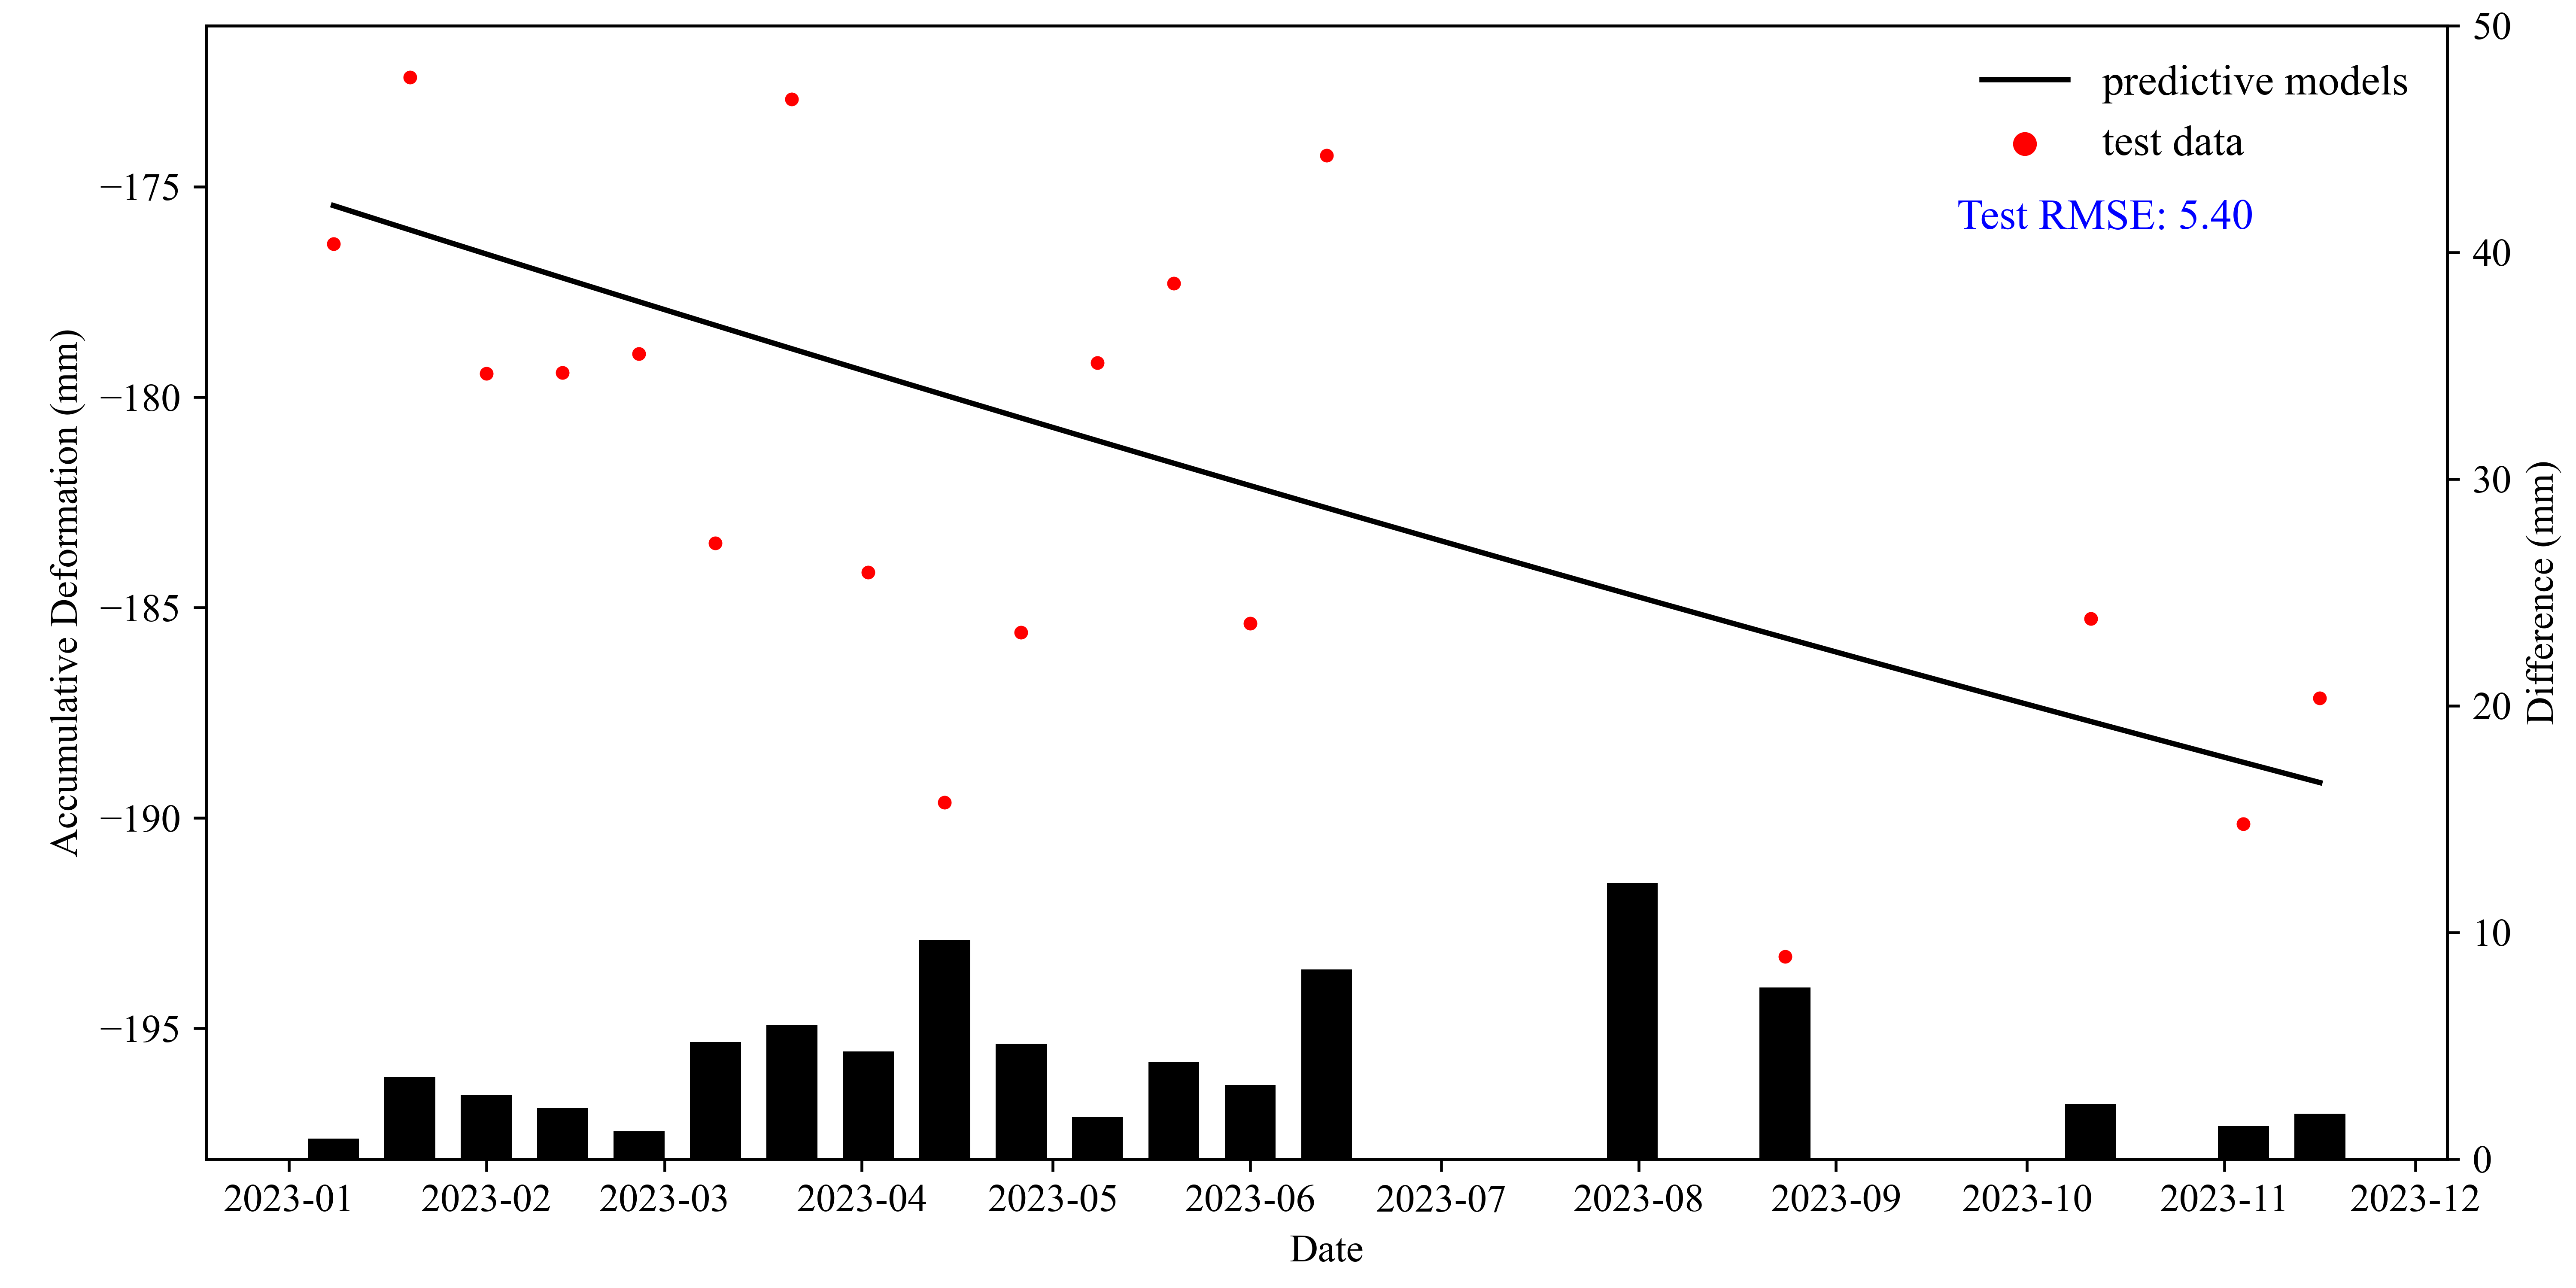 predictive models
test data
Test RMSE: 5.40
Accumulative Deformation (mm)
−175
−180
−185
−190
−195
50
40
30
20
10
0
Difference (mm)
2023-01 2023-02 2023-03 2023-04 2023-05 2023-06 2023-07 2023-08 2023-09 2023-10 2023-11 2023-12
Date